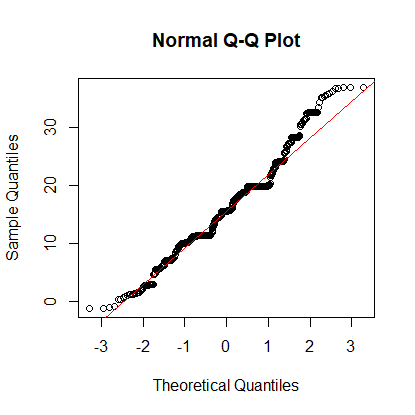 Normal Q-Q Plot
Sample Quantiles
30
20
10
0
-3 -2 -1 0 1 2 3
Theoretical Quantiles